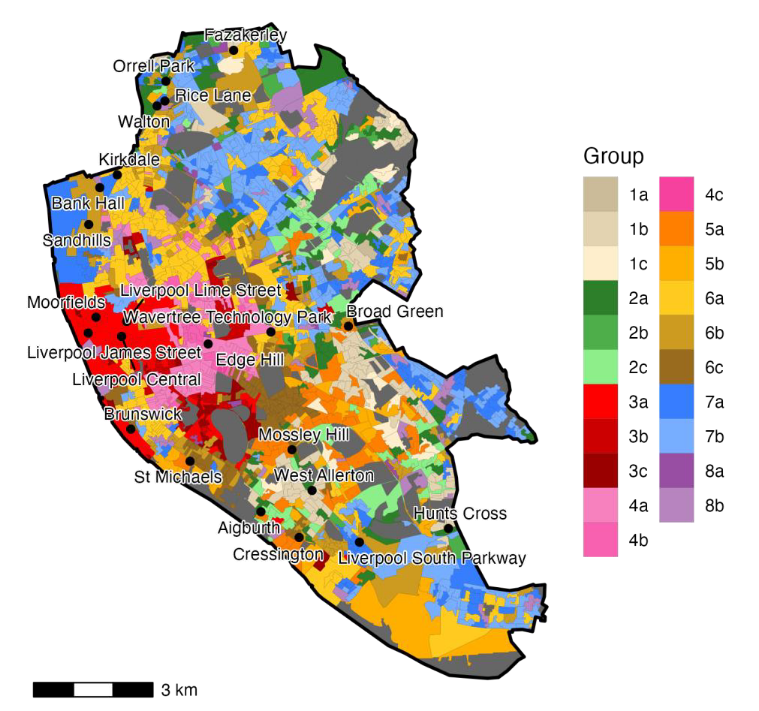 Fazakerley
Orrell Park
Rice Lane
Walton
Kirkdale
Bank Hall
Sandhills
Liverpool Lime Street
Moorfields
Wavertree Technology Park
Broad Green
Liverpool James Street
Edge Hill
Liverpool Central
Brunswick
Mossley Hill
St Michaels
West Allerton
Aigburth
Hunts Cross
Cressington
Liverpool South Parkway
3 km
Group
1a
1b
1c
2a
2b
2c
3a
3b
3c
4a
4b
4c
5a
5b
6a
6b
6c
7a
7b
8a
8b